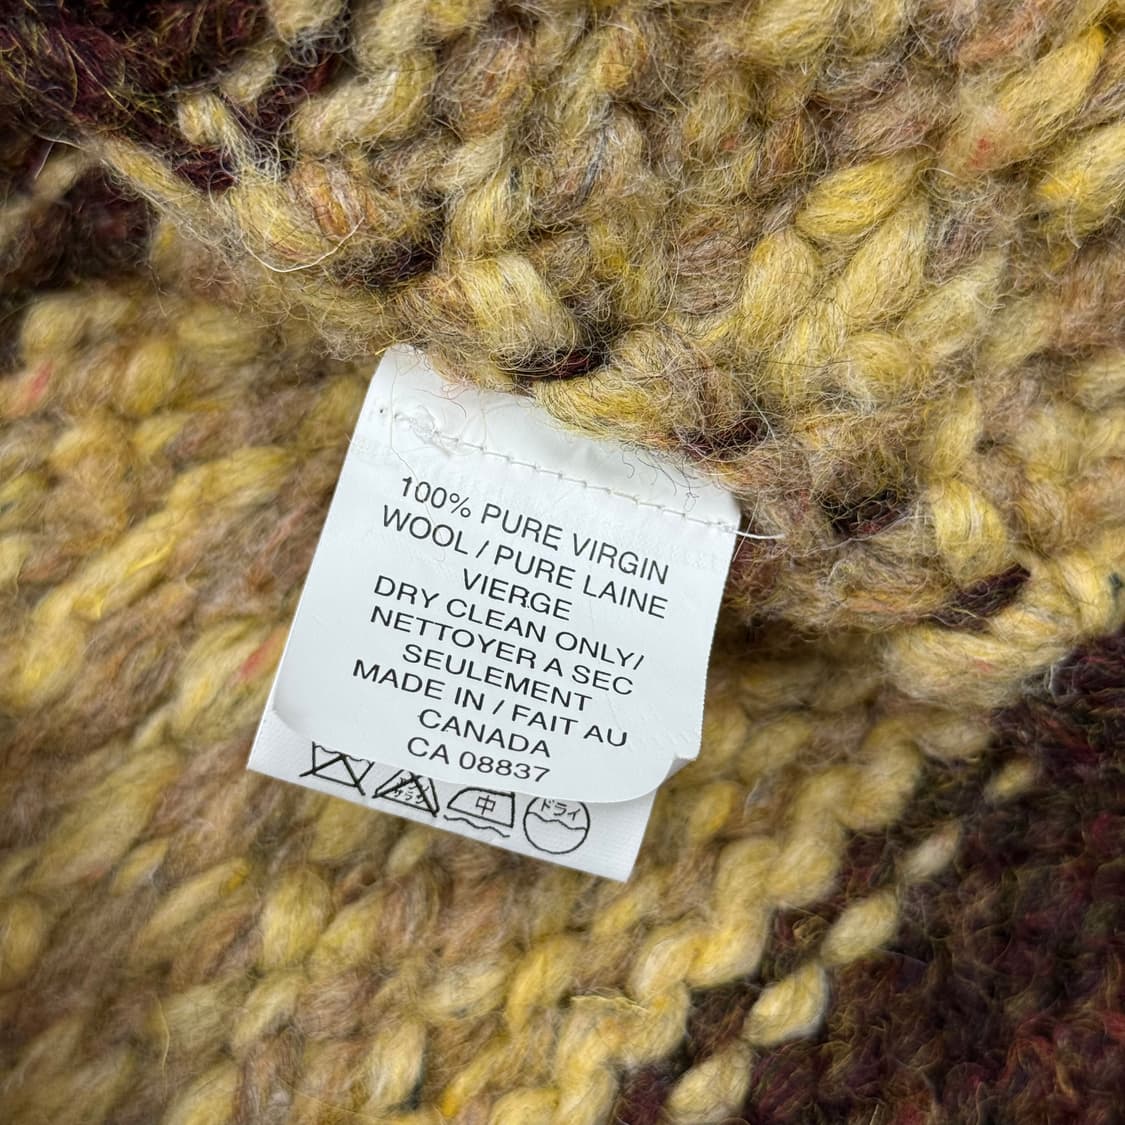 100% PURE VIRGIN
WOOL / PURE LAINE
VIERGE
DRY CLEAN ONLY/
NETTOYER A SEC
SEULEMENT
MADE IN / FAIT AU
CANADA
CA 08837
中 ドライ